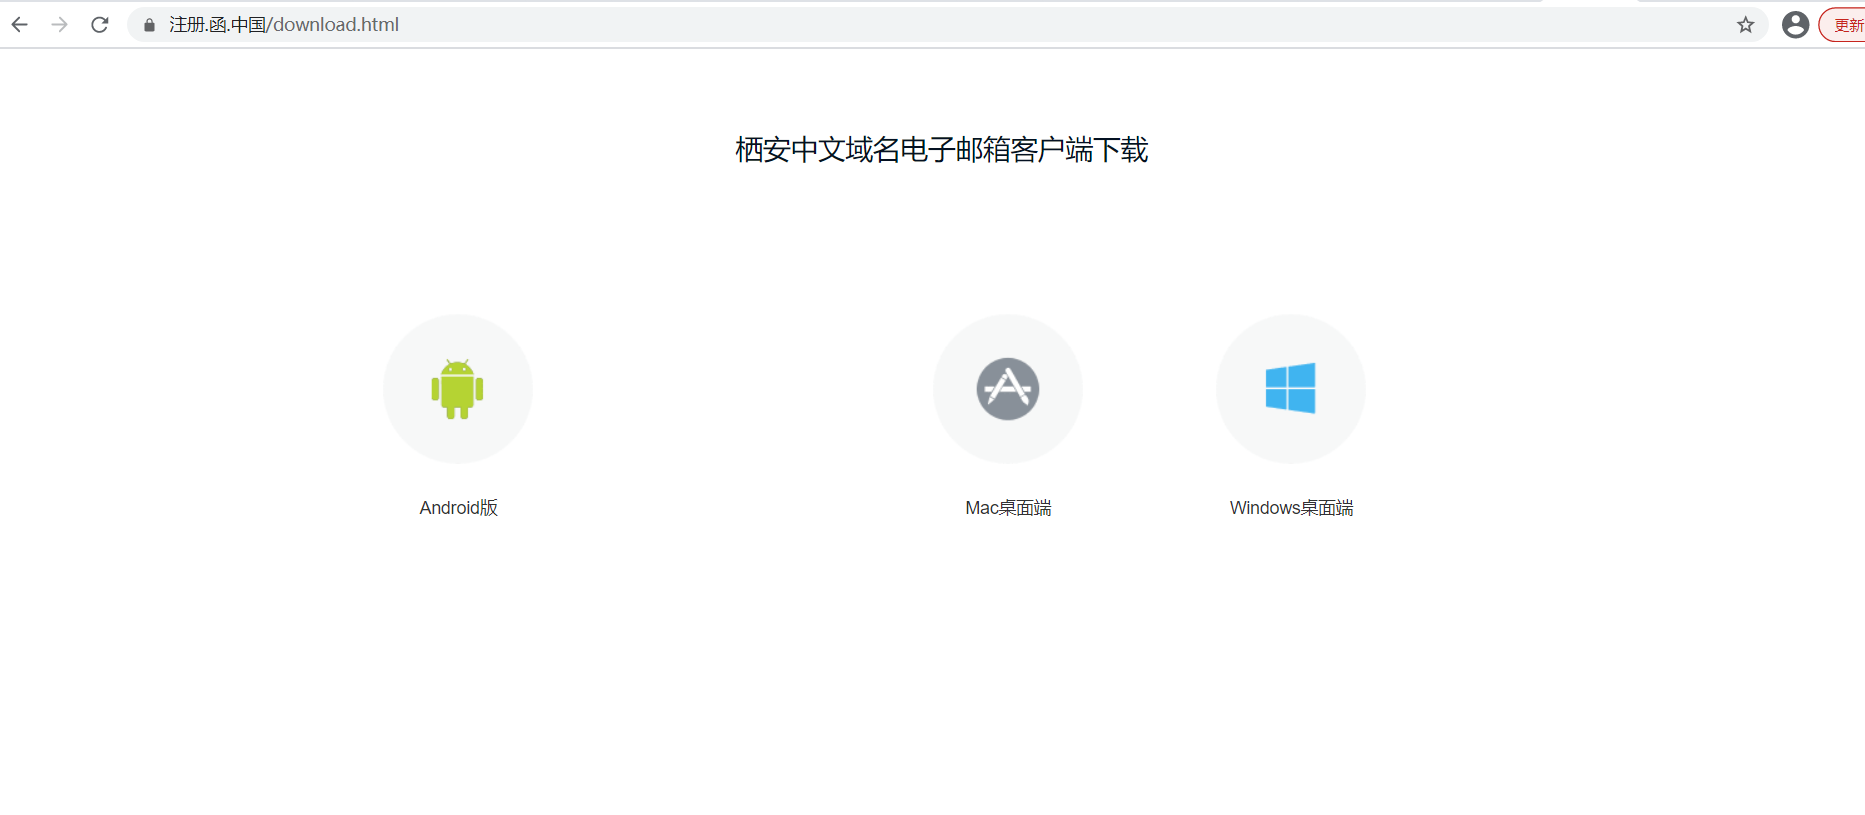 注册.函.中国/download.html
更新
栖安中文域名电子邮箱客户端下载
Android版
Mac桌面端
Windows桌面端